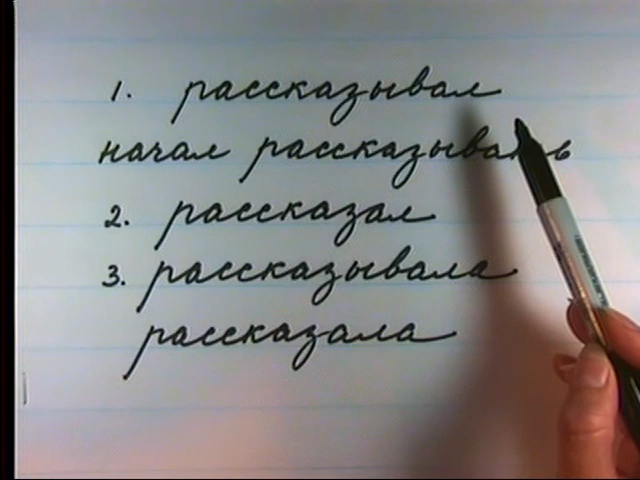 1. рассказывал
начал рассказывать
2. рассказал
3. рассказывала
рассказала